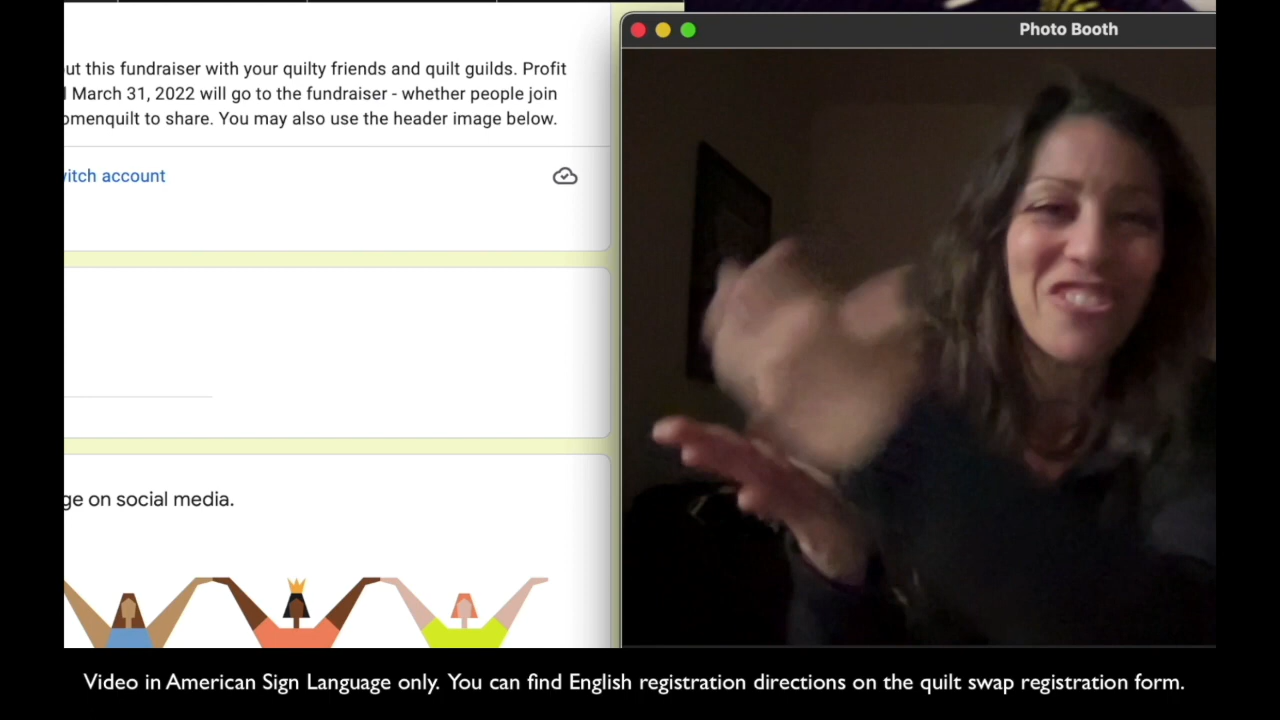 Photo Booth
out this fundraiser with your quilty friends and quilt guilds. Profit
March 31, 2022 will go to the fundraiser - whether people join
omenquilt to share. You may also use the header image below.
witch account
ge on social media.
Video in American Sign Language only. You can find English registration directions on the quilt swap registration form.